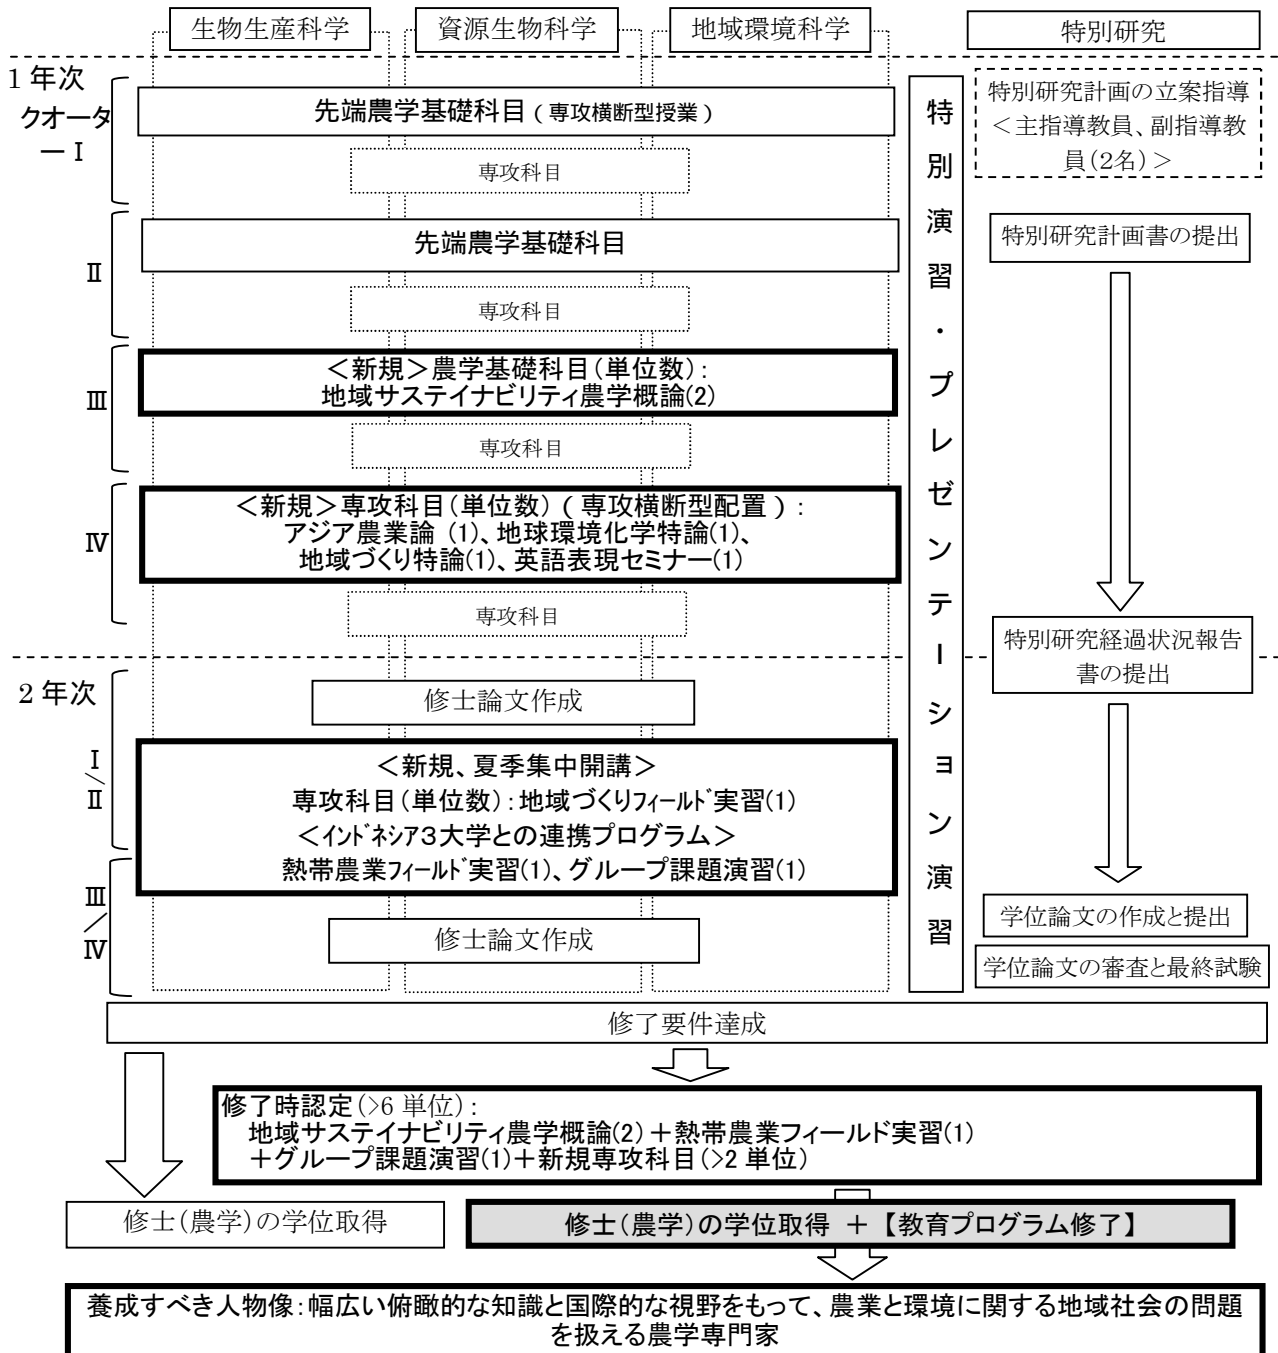 生物生産科学
資源生物科学
地域環境科学
特別研究
1 年次
クオータ
ー Ⅰ
先端農学基礎科目（専攻横断型授業）
専攻科目
特別演習・プレゼンテーション演習
特別研究計画の立案指導
＜主指導教員、副指導教
員(2名)＞
Ⅱ
先端農学基礎科目
専攻科目
特別研究計画書の提出
Ⅲ
＜新規＞農学基礎科目(単位数)：
地域サステイナビリティ農学概論(2)
専攻科目
Ⅳ
＜新規＞専攻科目(単位数)（専攻横断型配置）：
アジア農業論 (1)、地球環境化学特論(1)、
地域づくり特論(1)、英語表現セミナー(1)
専攻科目
特別研究経過状況報告
書の提出
2 年次
修士論文作成
Ⅰ/Ⅱ
＜新規、夏季集中開講＞
専攻科目(単位数)：地域づくりフィールド実習(1)
＜インドネシア3大学との連携プログラム＞
熱帯農業フィールド実習(1)、グループ課題演習(1)
Ⅲ/Ⅳ
修士論文作成
学位論文の作成と提出
学位論文の審査と最終試験
修了要件達成
修了時認定(>6 単位)：
地域サステイナビリティ農学概論(2)＋熱帯農業フィールド実習(1)
＋グループ課題演習(1)＋新規専攻科目(>2 単位)
修士(農学)の学位取得
修士(農学)の学位取得 ＋【教育プログラム修了】
養成すべき人物像：幅広い俯瞰的な知識と国際的な視野をもって、農業と環境に関する地域社会の問題
を扱える農学専門家